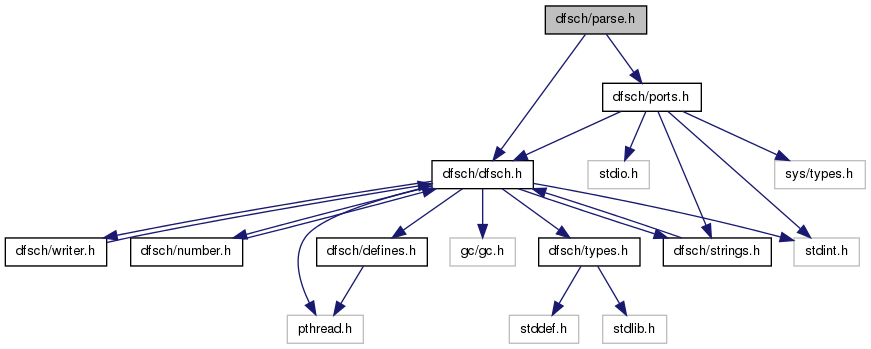 dfsch/parse.h
dfsch/ports.h
dfsch/dfsch.h
stdio.h
sys/types.h
dfsch/writer.h
dfsch/number.h
dfsch/defines.h
gc/gc.h
dfsch/types.h
dfsch/strings.h
stdint.h
pthread.h
stddef.h
stdlib.h